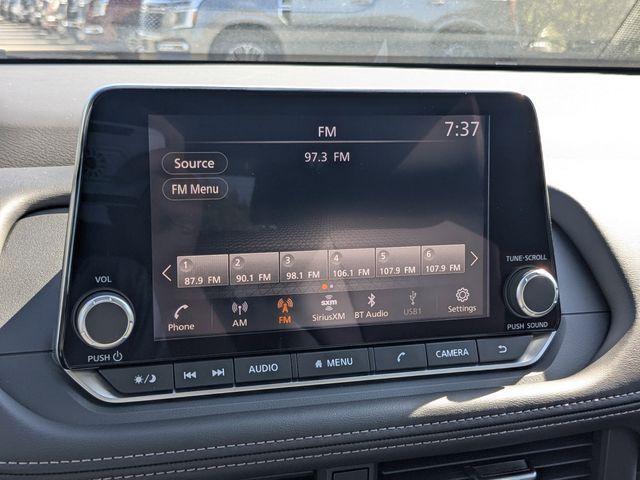 FM
7:37
97.3 FM
Source
FM Menu
1 2 3 4 5 6
87.9 FM 90.1 FM 98.1 FM 106.1 FM 107.9 FM 107.9 FM
Phone AM FM sxm SiriusXM BT Audio USB1 Settings
VOL
PUSH
TUNE·SCROLL
PUSH SOUND
AUDIO MENU CAMERA